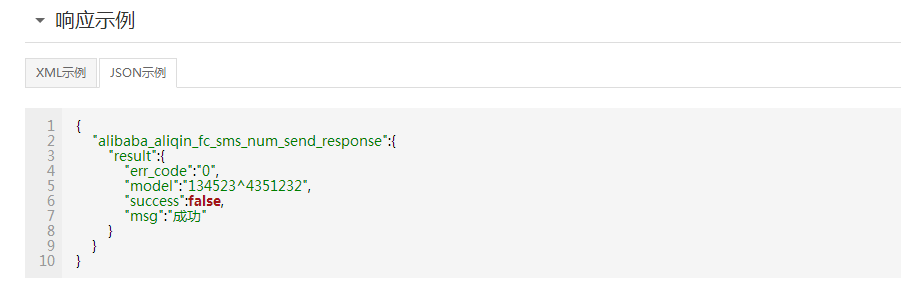 响应示例
XML示例
JSON示例
1 {
2 "alibaba_aliqin_fc_sms_num_send_response":{
3 "result":{
4 "err_code":"0",
5 "model":"134523^4351232",
6 "success":false,
7 "msg":"成功"
8 }
9 }
10 }